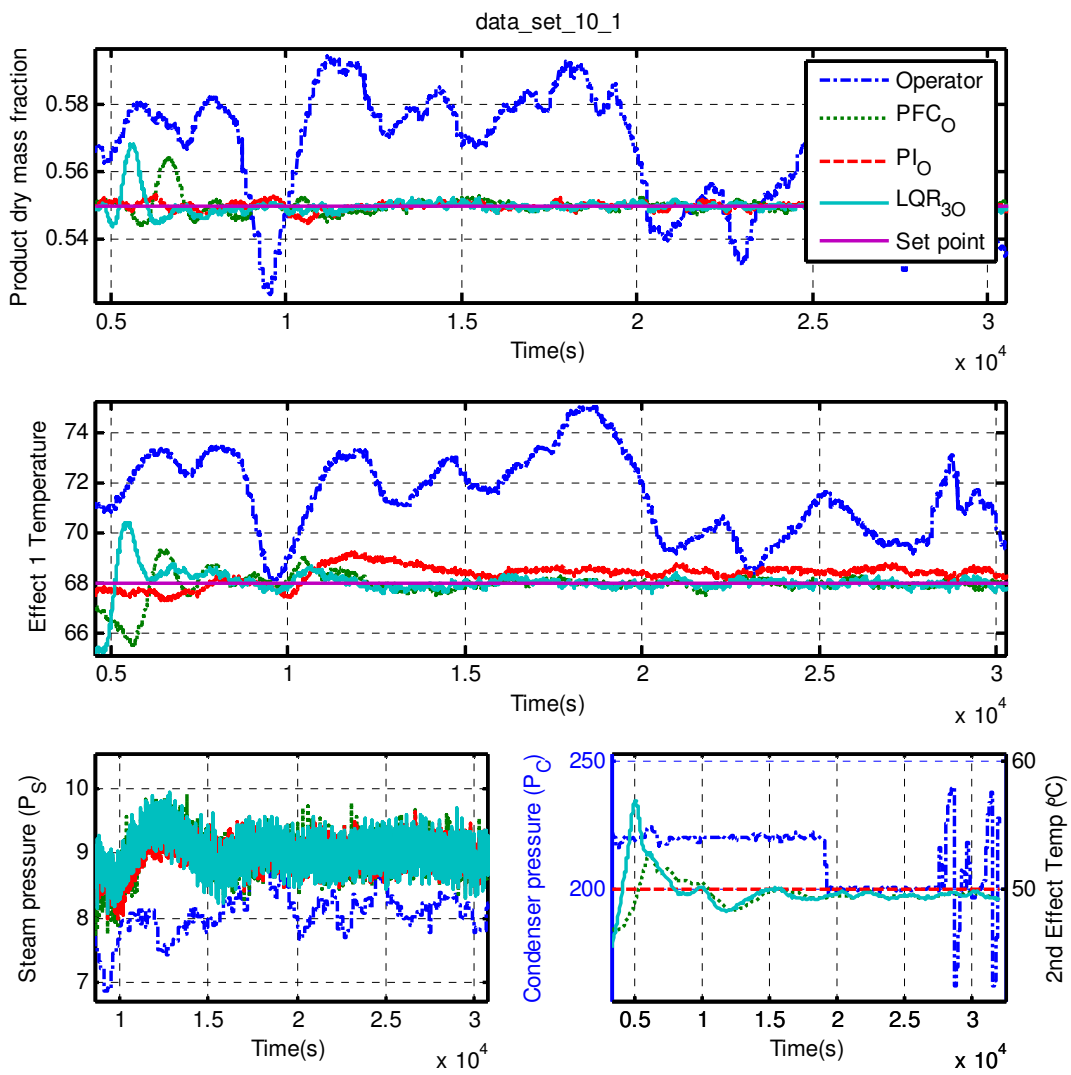 data_set_10_1
Product dry mass fraction
0.58
0.56
0.54
Operator
PFC_O
PI_O
LQR_3O
Set point
0.5
1
1.5
2
2.5
3
Time(s)
x 10^4
Effect 1 Temperature
74
72
70
68
66
0.5
1
1.5
2
2.5
3
Time(s)
x 10^4
Steam pressure (P_S)
10
9
8
7
1
1.5
2
2.5
3
Time(s)
x 10^4
Condenser pressure (P_C)
250
200
60
50
2nd Effect Temp (ºC)
0.5
1
1.5
2
2.5
3
Time(s)
x 10^4